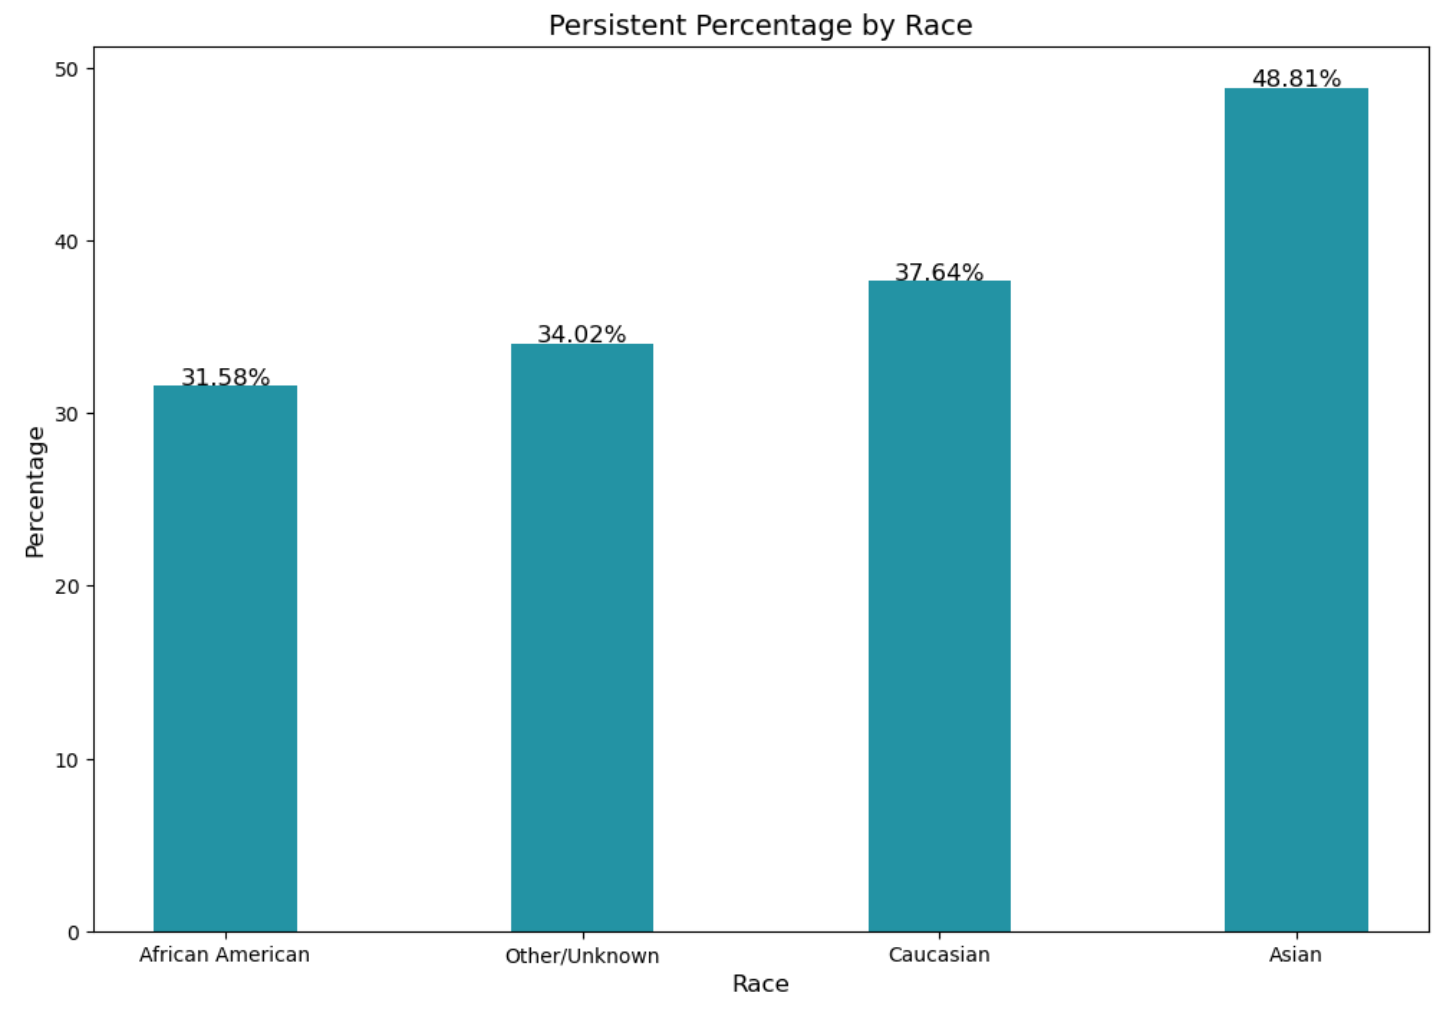 Persistent Percentage by Race
50
40
30
20
10
0
Percentage
48.81%
37.64%
34.02%
31.58%
African American
Other/Unknown
Caucasian
Asian
Race